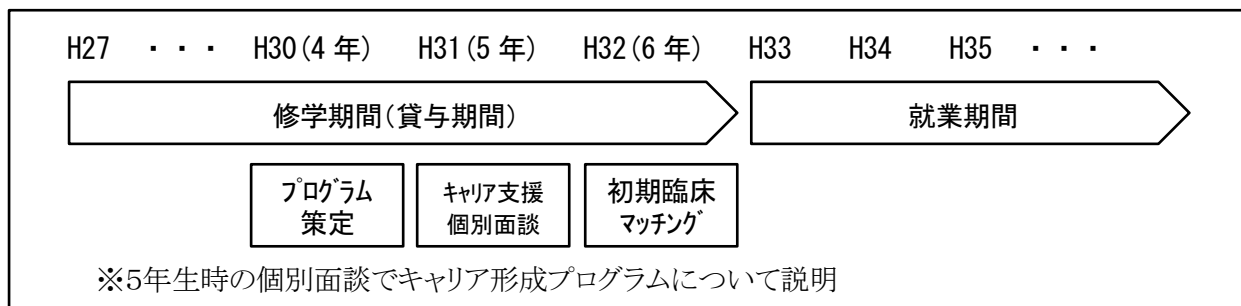 H27 ・・・ H30(4年) H31(5年) H32(6年) H33 H34 H35 ・・・
修学期間(貸与期間) 就業期間
プログラム
策定
キャリア支援
個別面談
初期臨床
マッチング
※5年生時の個別面談でキャリア形成プログラムについて説明